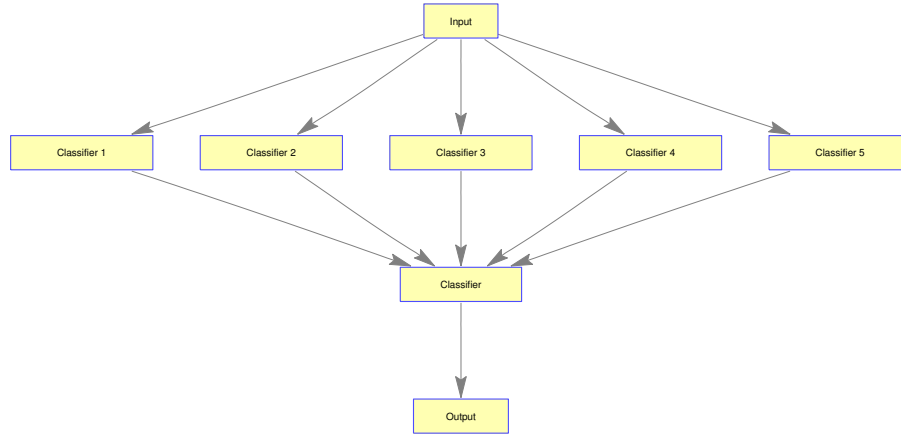 Input
Classifier 1
Classifier 2
Classifier 3
Classifier 4
Classifier 5
Classifier
Output